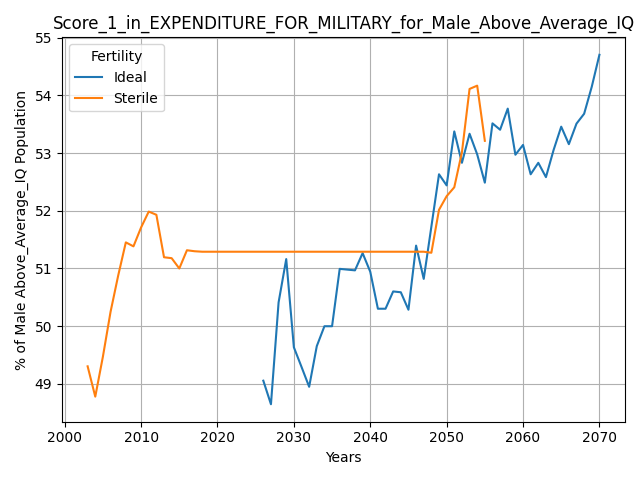 Score_1_in_EXPENDITURE_FOR_MILITARY_for_Male_Above_Average_IQ
Fertility
Ideal
Sterile
% of Male Above_Average_IQ Population
55
54
53
52
51
50
49
2000 2010 2020 2030 2040 2050 2060 2070
Years